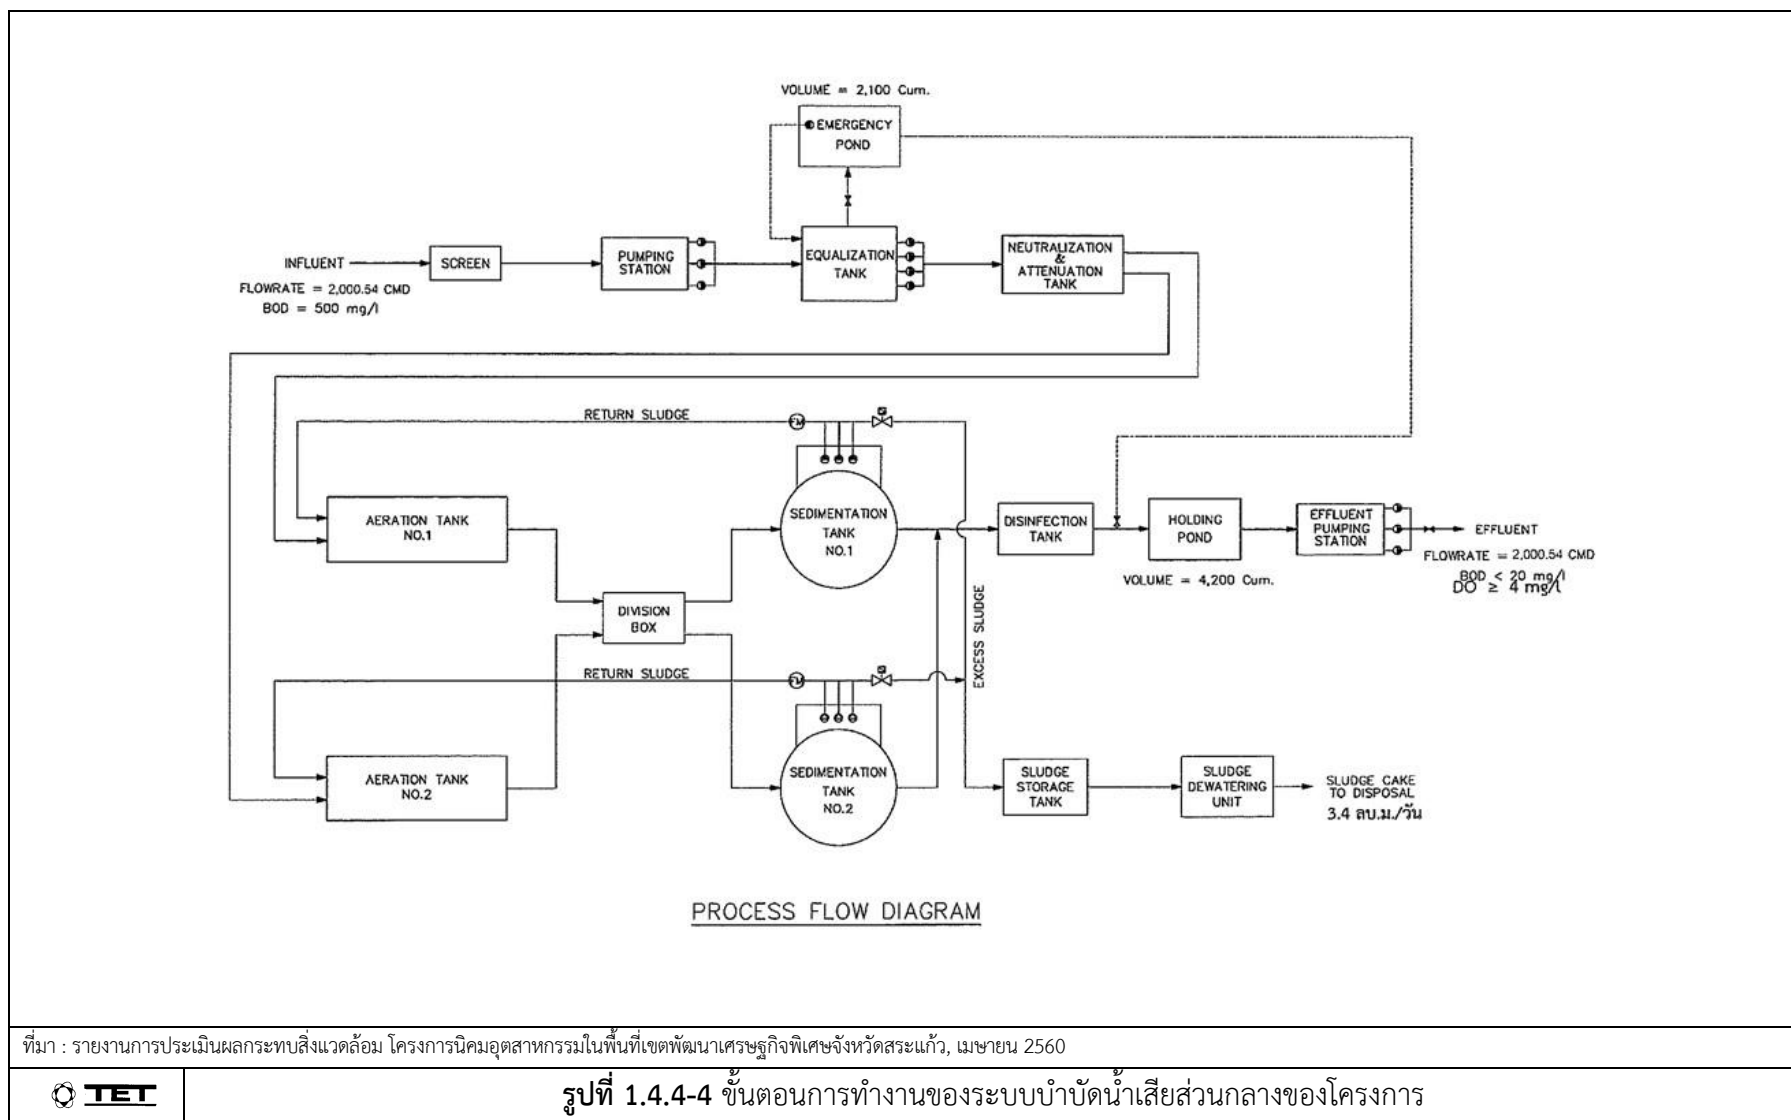 VOLUME = 2,100 Cum.
EMERGENCY
POND
INFLUENT
FLOWRATE = 2,000.54 CMD
BOD = 500 mg/l
SCREEN
PUMPING
STATION
EQUALIZATION
TANK
NEUTRALIZATION
&
ATTENUATION
TANK
RETURN SLUDGE
FM
AERATION TANK
NO.1
SEDIMENTATION
TANK
NO.1
DISINFECTION
TANK
HOLDING
POND
VOLUME = 4,200 Cum.
EFFLUENT
PUMPING
STATION
EFFLUENT
FLOWRATE = 2,000.54 CMD
BOD < 20 mg/l
DO ≥ 4 mg/l
DIVISION
BOX
EXCESS SLUDGE
RETURN SLUDGE
FM
AERATION TANK
NO.2
SEDIMENTATION
TANK
NO.2
SLUDGE
STORAGE
TANK
SLUDGE
DEWATERING
UNIT
SLUDGE CAKE
TO DISPOSAL
3.4 ลบ.ม./วัน
PROCESS FLOW DIAGRAM
ที่มา : รายงานการประเมินผลกระทบสิ่งแวดล้อม โครงการนิคมอุตสาหกรรมในพื้นที่เขตพัฒนาเศรษฐกิจพิเศษจังหวัดสระแก้ว, เมษายน 2560
TET
รูปที่ 1.4.4-4 ขั้นตอนการทำงานของระบบบำบัดน้ำเสียส่วนกลางของโครงการ